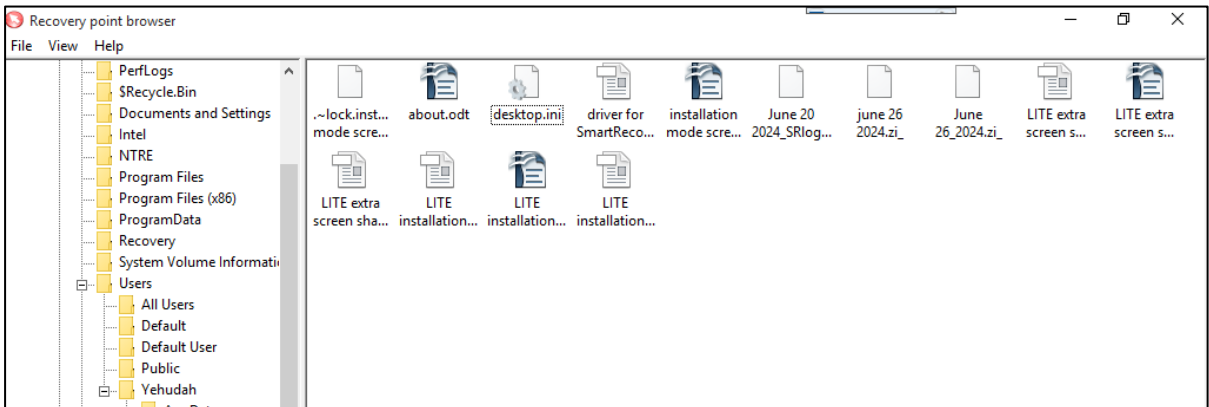 Recovery point browser
File View Help
PerfLogs
$Recycle.Bin
Documents and Settings
Intel
NTRE
Program Files
Program Files (x86)
ProgramData
Recovery
System Volume Informati
Users
All Users
Default
Default User
Public
Yehudah
.~lock.inst...
mode scre...
about.odt
desktop.ini
driver for
SmartReco...
installation
mode scre...
June 20
2024_SRlog...
june 26
2024.zi_
June
26_2024.zi_
LITE extra
screen s...
LITE extra
screen s...
LITE extra
screen sha...
LITE
installation...
LITE
installation...
LITE
installation...